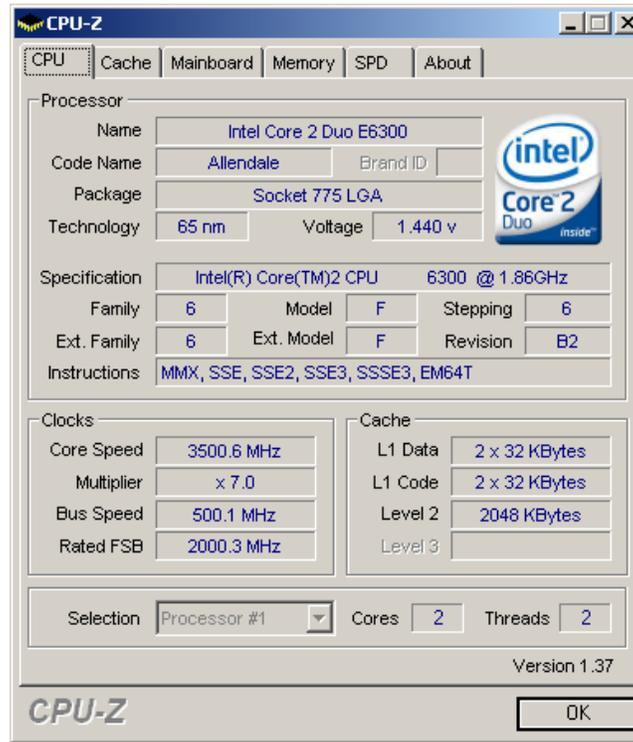 CPU-Z
CPU Cache Mainboard Memory SPD About
Processor
Name Intel Core 2 Duo E6300
Code Name Allendale Brand ID
Package Socket 775 LGA
Technology 65 nm Voltage 1.440 v
intel
Core™2
Duo inside™
Specification Intel(R) Core(TM)2 CPU 6300 @ 1.86GHz
Family 6 Model F Stepping 6
Ext. Family 6 Ext. Model F Revision B2
Instructions MMX, SSE, SSE2, SSE3, SSSE3, EM64T
Clocks
Core Speed 3500.6 MHz
Multiplier x 7.0
Bus Speed 500.1 MHz
Rated FSB 2000.3 MHz
Cache
L1 Data 2 x 32 KBytes
L1 Code 2 x 32 KBytes
Level 2 2048 KBytes
Level 3
Selection Processor #1 Cores 2 Threads 2
Version 1.37
CPU-Z OK